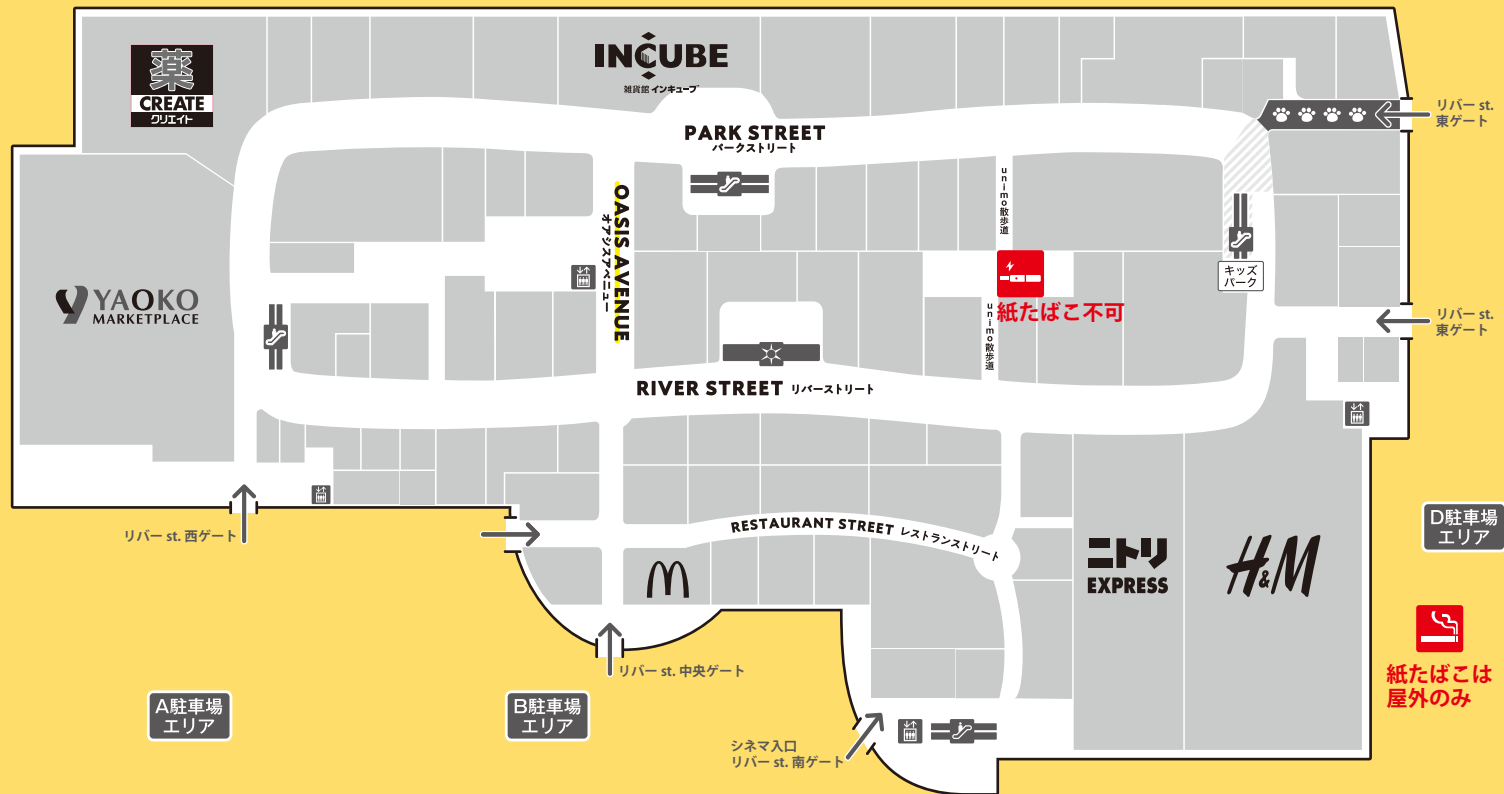 薬
CREATE
クリエイト
INCUBE
雑貨館 インキューブ
リバー st.
東ゲート
PARK STREET
パークストリート
unimo散歩道
OASIS AVENUE
オアシスアベニュー
キッズ
パーク
YAOKO
MARKETPLACE
紙たばこ不可
unimo散歩道
リバー st.
東ゲート
RIVER STREET リバーストリート
リバー st. 西ゲート
RESTAURANT STREET レストランストリート
D駐車場
エリア
ニトリ
EXPRESS
H&M
リバー st. 中央ゲート
紙たばこは
屋外のみ
A駐車場
エリア
B駐車場
エリア
シネマ入口
リバー st. 南ゲート